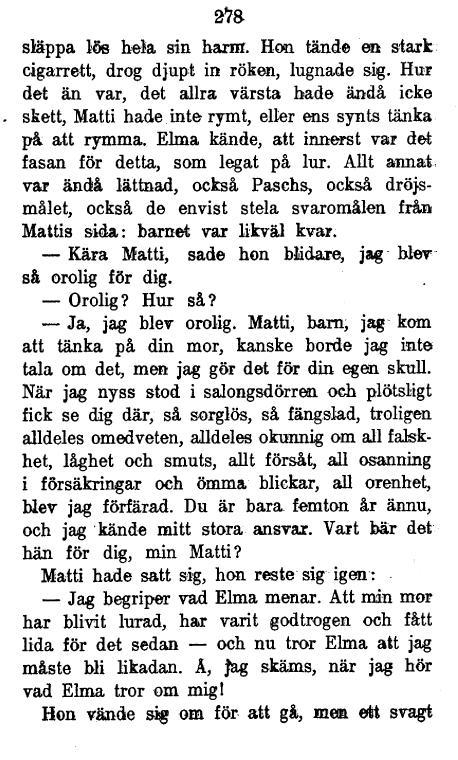 278
släppa lös hela sin harm. Hon tände en stark
cigarrett, drog djupt in röken, lugnade sig. Hur
det än var, det allra värsta hade ändå icke
skett, Matti hade inte rymt, eller ens synts tänka
på att rymma. Elma kände, att innerst var det
fasan för detta, som legat på lur. Allt annat
var ändå lättnad, också Paschs, också dröjs-
målet, också de envist stela svaromålen från
Mattis sida: barnet var likväl kvar.
— Kära Matti, sade hon blidare, jag blev
så orolig för dig.
— Orolig? Hur så?
— Ja, jag blev orolig. Matti, barn, jag kom
att tänka på din mor, kanske borde jag inte
tala om det, men jag gör det för din egen skull.
När jag nyss stod i salongsdörren och plötsligt
fick se dig där, så sorglös, så fängslad, troligen
alldeles omedveten, alldeles okunnig om all falsk-
het, låghet och smuts, allt försåt, all osanning
i försäkringar och ömma blickar, all orenhet,
blev jag förfärad. Du är bara femton år ännu,
och jag kände mitt stora ansvar. Vart bär det
hän för dig, min Matti?
Matti hade satt sig, hon reste sig igen:
— Jag begriper vad Elma menar. Att min mor
har blivit lurad, har varit godtrogen och fått
lida för det sedan — och nu tror Elma att jag
måste bli likadan. Å, jag skäms, när jag hör
vad Elma tror om mig!
Hon vände sig om för att gå, men ett svagt